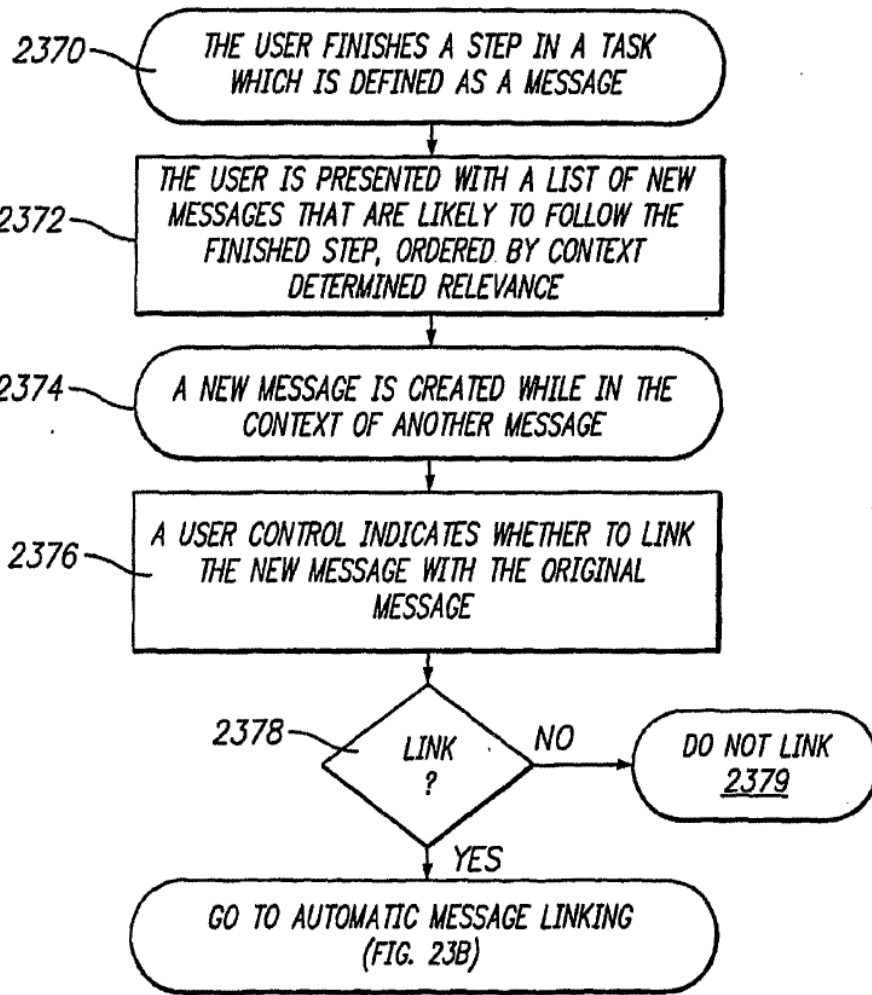 2370
THE USER FINISHES A STEP IN A TASK
WHICH IS DEFINED AS A MESSAGE
2372
THE USER IS PRESENTED WITH A LIST OF NEW
MESSAGES THAT ARE LIKELY TO FOLLOW THE
FINISHED STEP, ORDERED BY CONTEXT
DETERMINED RELEVANCE
2374
A NEW MESSAGE IS CREATED WHILE IN THE
CONTEXT OF ANOTHER MESSAGE
2376
A USER CONTROL INDICATES WHETHER TO LINK
THE NEW MESSAGE WITH THE ORIGINAL
MESSAGE
2378
LINK
?
NO
DO NOT LINK
2379
YES
GO TO AUTOMATIC MESSAGE LINKING
(FIG. 23B)